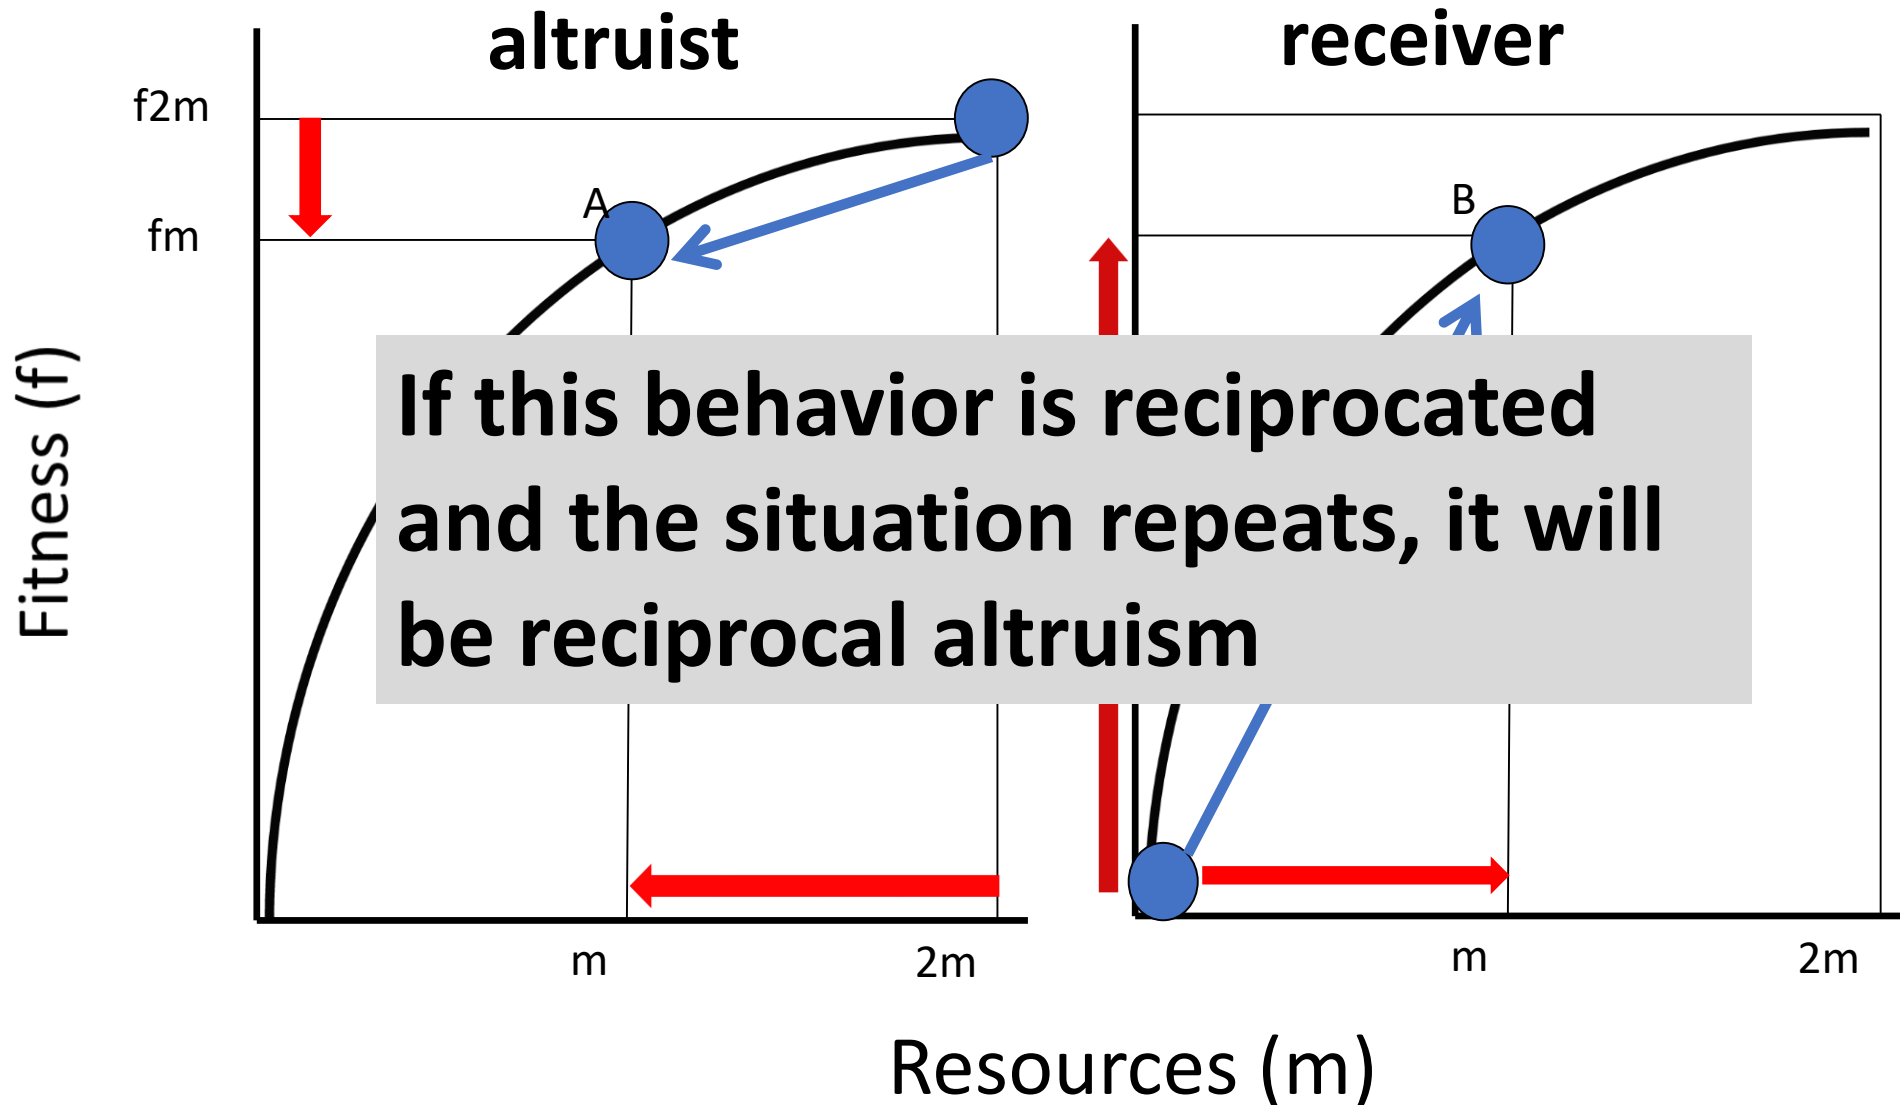 altruist
receiver
f2m
A
B
fm
Fitness (f)
If this behavior is reciprocated
and the situation repeats, it will
be reciprocal altruism
m
2m
m
2m
Resources (m)